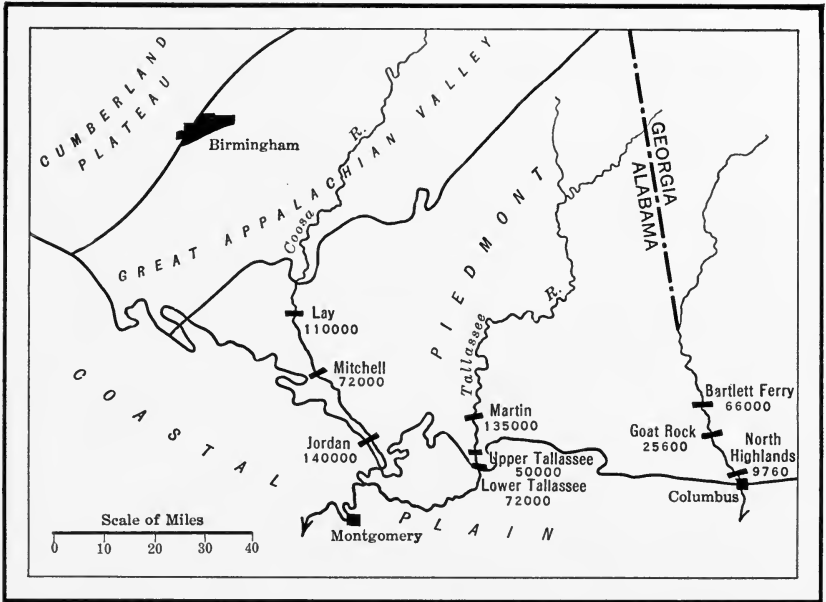 CUMBERLAND
PLATEAU
Birmingham
GREAT APPALACHIAN VALLEY
Coosa R.
GEORGIA
ALABAMA
PIEDMONT
Tallassee R.
Lay
110000
Mitchell
72000
Jordan
140000
Martin
135000
Upper Tallassee
50000
Lower Tallassee
72000
Bartlett Ferry
66000
Goat Rock
25600
North
Highlands
9760
Columbus
Montgomery
COASTAL
PLAIN
Scale of Miles
0 10 20 30 40